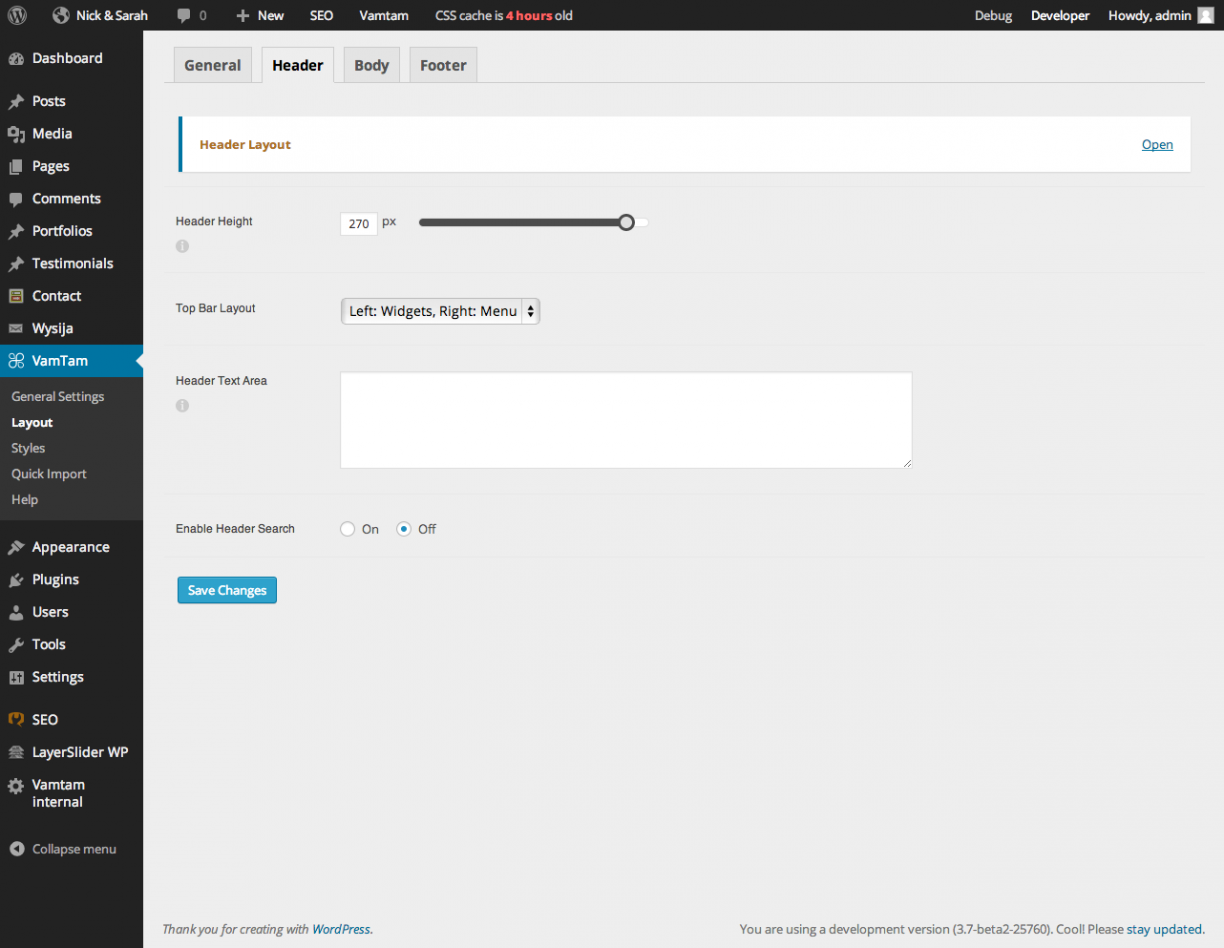 Nick & Sarah 0 New SEO Vamtam CSS cache is 4 hours old Debug Developer Howdy, admin
Dashboard
Posts
Media
Pages
Comments
Portfolios
Testimonials
Contact
Wysija
VamTam
General Settings
Layout
Styles
Quick Import
Help
Appearance
Plugins
Users
Tools
Settings
SEO
LayerSlider WP
Vamtam
internal
Collapse menu
General Header Body Footer
Header Layout Open
Header Height 270 px
Top Bar Layout Left: Widgets, Right: Menu
Header Text Area
Enable Header Search On Off
Save Changes
Thank you for creating with WordPress. You are using a development version (3.7-beta2-25760). Cool! Please stay updated.